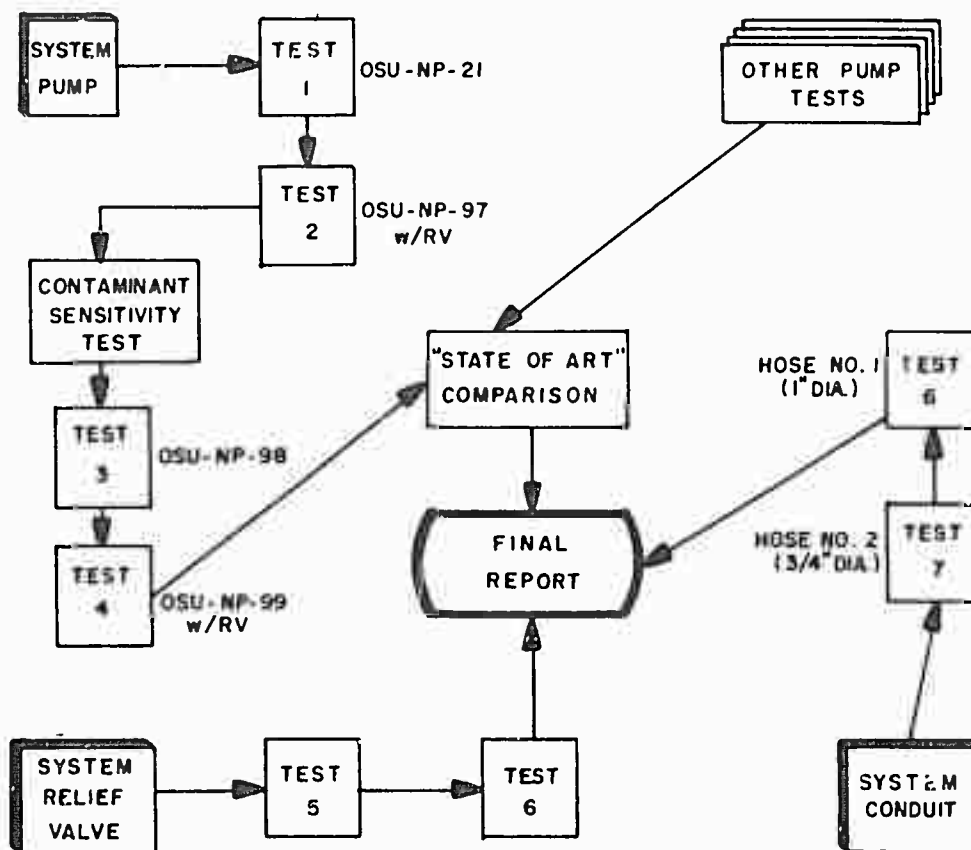 SYSTEM
PUMP
TEST
1
OSU-NP-21
TEST
2
OSU-NP-97
w/RV
CONTAMINANT
SENSITIVITY
TEST
TEST
3
OSU-NP-98
TEST
4
OSU-NP-99
w/RV
OTHER PUMP
TESTS
"STATE OF ART"
COMPARISON
FINAL
REPORT
HOSE NO. 1
(1" DIA.)
TEST
6
HOSE NO. 2
(3/4" DIA.)
TEST
7
SYSTEM
RELIEF
VALVE
TEST
5
TEST
6
SYSTEM
CONDUIT